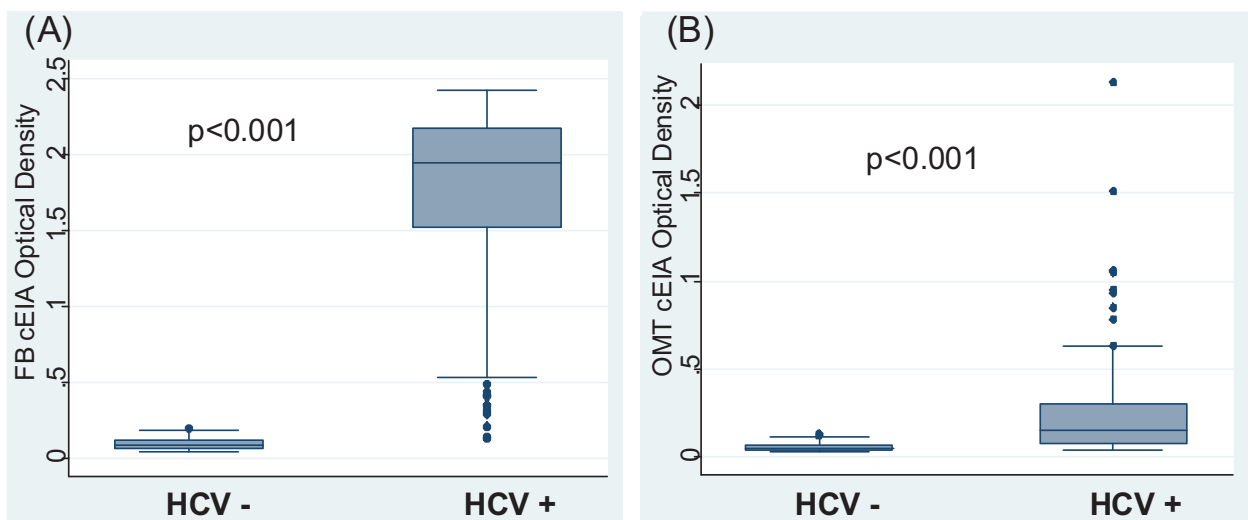 (A)
FB cEIA Optical Density
2.5
2
1.5
1
.5
0
p<0.001
HCV -
HCV +
(B)
OMT cEIA Optical Density
2
1.5
1
.5
0
p<0.001
HCV -
HCV +